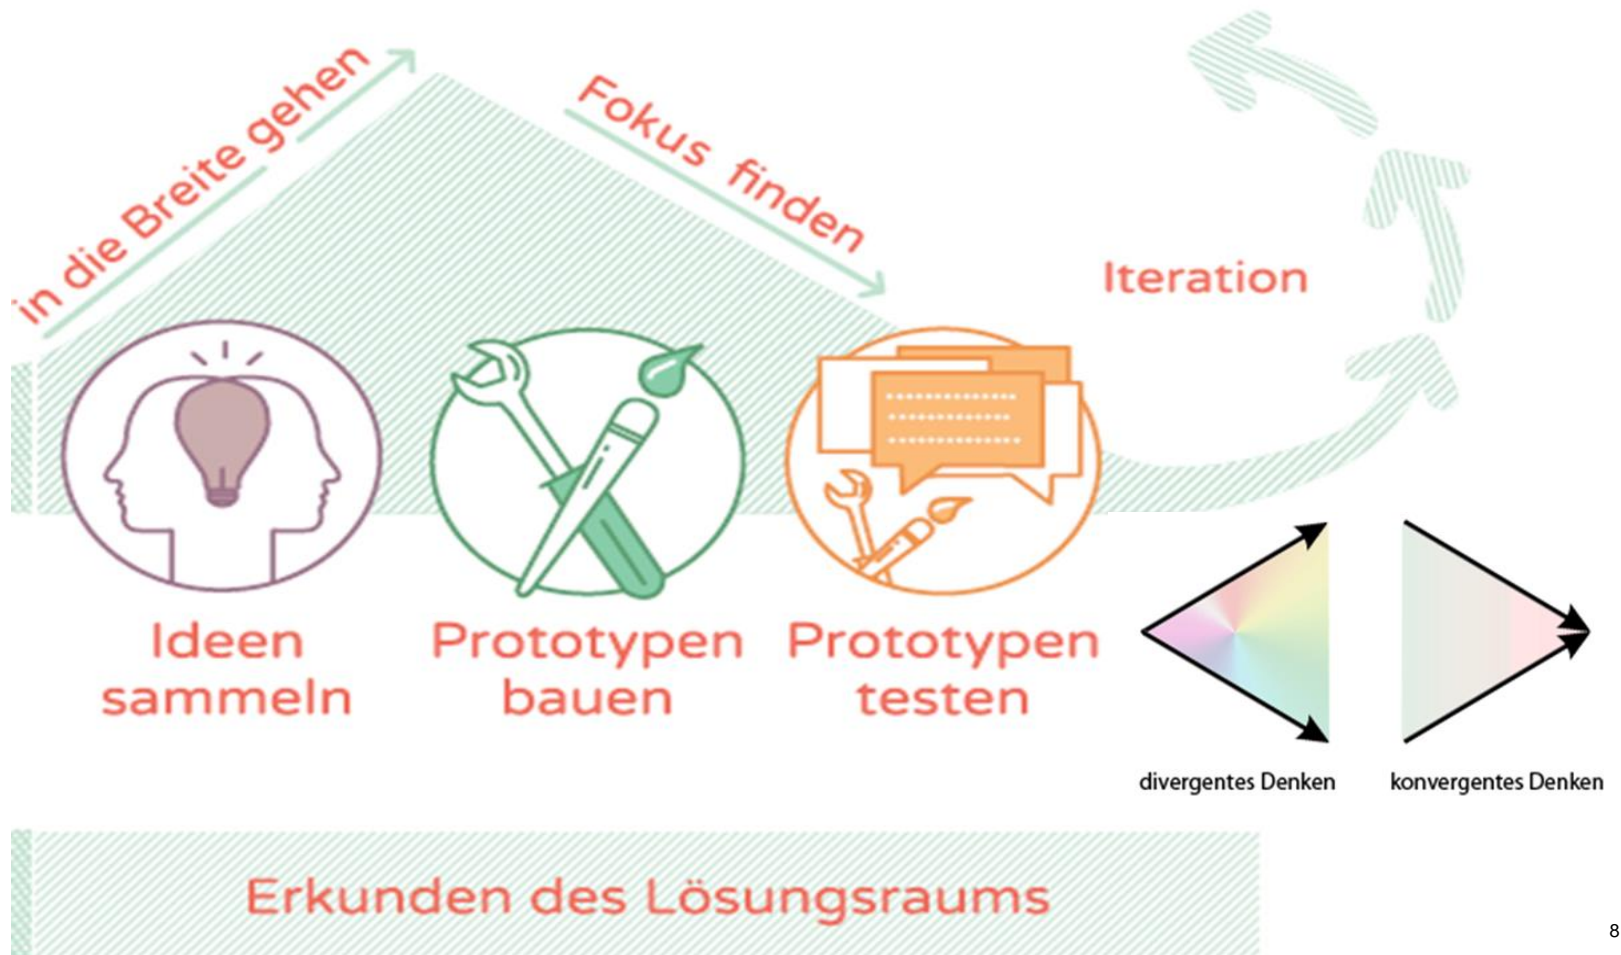 in die Breite gehen
Fokus finden
Iteration
Ideen
sammeln
Prototypen
bauen
Prototypen
testen
divergentes Denken
konvergentes Denken
Erkunden des Lösungsraums
8